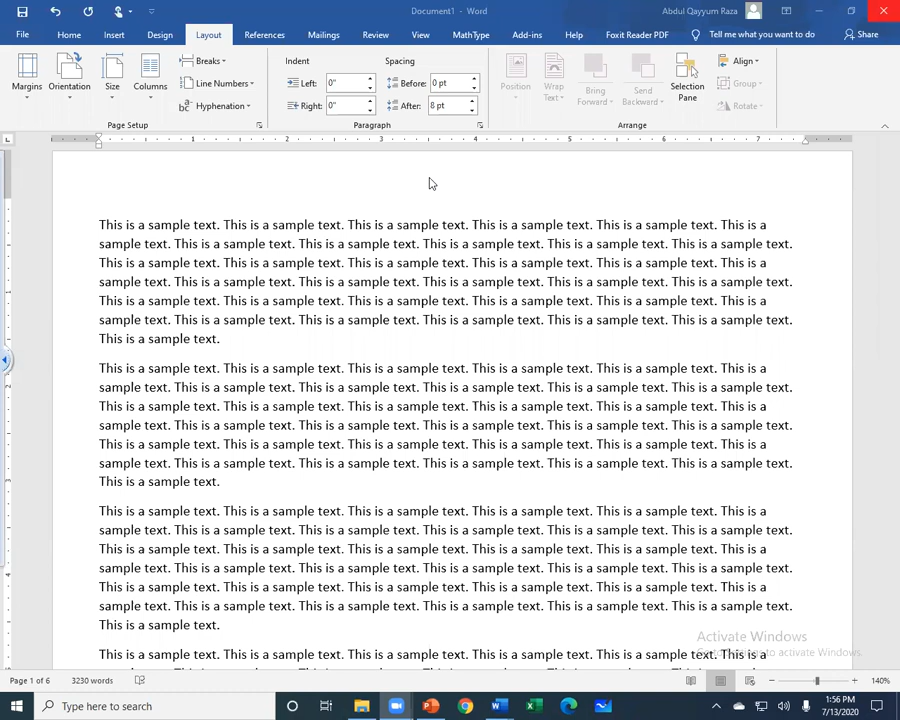 Document1 - Word
Abdul Qayyum Raza
File Home Insert Design Layout References Mailings Review View MathType Add-ins Help Foxit Reader PDF Tell me what you want to do Share
Margins
Orientation
Size
Columns
Breaks
Line Numbers
Hyphenation
Page Setup
Indent
Left: 0"
Right: 0"
Spacing
Before: 0 pt
After: 8 pt
Paragraph
Position
Wrap
Text
Bring
Forward
Send
Backward
Selection
Pane
Align
Group
Rotate
Arrange
1 2 3 4 5 6 7
This is a sample text. This is a sample text. This is a sample text. This is a sample text. This is a sample text. This is a
sample text. This is a sample text. This is a sample text. This is a sample text. This is a sample text. This is a sample text.
This is a sample text. This is a sample text. This is a sample text. This is a sample text. This is a sample text. This is a
sample text. This is a sample text. This is a sample text. This is a sample text. This is a sample text. This is a sample text.
This is a sample text. This is a sample text. This is a sample text. This is a sample text. This is a sample text. This is a
sample text. This is a sample text. This is a sample text. This is a sample text. This is a sample text. This is a sample text.
This is a sample text.
This is a sample text. This is a sample text. This is a sample text. This is a sample text. This is a sample text. This is a
sample text. This is a sample text. This is a sample text. This is a sample text. This is a sample text. This is a sample text.
This is a sample text. This is a sample text. This is a sample text. This is a sample text. This is a sample text. This is a
sample text. This is a sample text. This is a sample text. This is a sample text. This is a sample text. This is a sample text.
This is a sample text. This is a sample text. This is a sample text. This is a sample text. This is a sample text. This is a
sample text. This is a sample text. This is a sample text. This is a sample text. This is a sample text. This is a sample text.
This is a sample text.
This is a sample text. This is a sample text. This is a sample text. This is a sample text. This is a sample text. This is a
sample text. This is a sample text. This is a sample text. This is a sample text. This is a sample text. This is a sample text.
This is a sample text. This is a sample text. This is a sample text. This is a sample text. This is a sample text. This is a
sample text. This is a sample text. This is a sample text. This is a sample text. This is a sample text. This is a sample text.
This is a sample text. This is a sample text. This is a sample text. This is a sample text. This is a sample text. This is a
sample text. This is a sample text. This is a sample text. This is a sample text. This is a sample text. This is a sample text.
This is a sample text.
This is a sample text. This is a sample text. This is a sample text. This is a sample text. This is a sample text. This is a
Activate Windows
Go to Settings to activate Windows.
Page 1 of 6 3230 words 140%
Type here to search
1:56 PM
7/13/2020